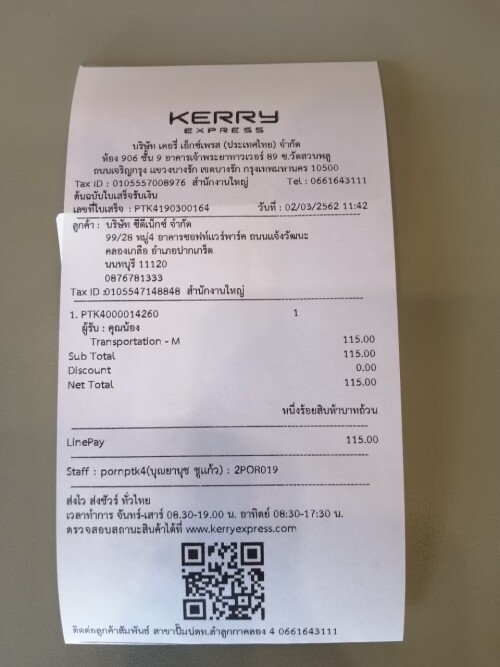 KERRY
EXPRESS
บริษัท เคอรี่ เอ็กซ์เพรส (ประเทศไทย) จำกัด
ห้อง 906 ชั้น 9 อาคารเจ้าพระยาทาวเวอร์ 89 ซ.วัดสวนพลู
ถนนเจริญกรุง แขวงบางรัก เขตบางรัก กรุงเทพมหานคร 10500
Tax ID : 0105557008976 สำนักงานใหญ่ Tel : 0661643111
ต้นฉบับใบเสร็จรับเงิน
เลขที่ใบเสร็จ : PTK4190300164 วันที่ : 02/03/2562 11:42
ลูกค้า : บริษัท ซีดีเน็กซ์ จำกัด
99/28 หมู่4 อาคารซอฟท์แวร์พาร์ค ถนนแจ้งวัฒนะ
คลองเกลือ อำเภอปากเกร็ด
นนทบุรี 11120
0876781333
Tax ID :0105547148848 สำนักงานใหญ่
1. PTK4000014260 1
ผู้รับ : คุณน้อง
Transportation - M 115.00
Sub Total 115.00
Discount 0.00
Net Total 115.00
หนึ่งร้อยสิบห้าบาทถ้วน
LinePay 115.00
Staff : pornptk4(บุณยานุช ชูแก้ว) : 2POR019
ส่งไว ส่งชัวร์ ทั่วไทย
เวลาทำการ จันทร์-เสาร์ 08.30-19.00 น. อาทิตย์ 08:30-17:30 น.
ตรวจสอบสถานะสินค้าได้ที่ www.kerryexpress.com
ติดต่อลูกค้าสัมพันธ์ สาขาปั๊มปตท.ลำลูกกาคลอง 4 0661643111